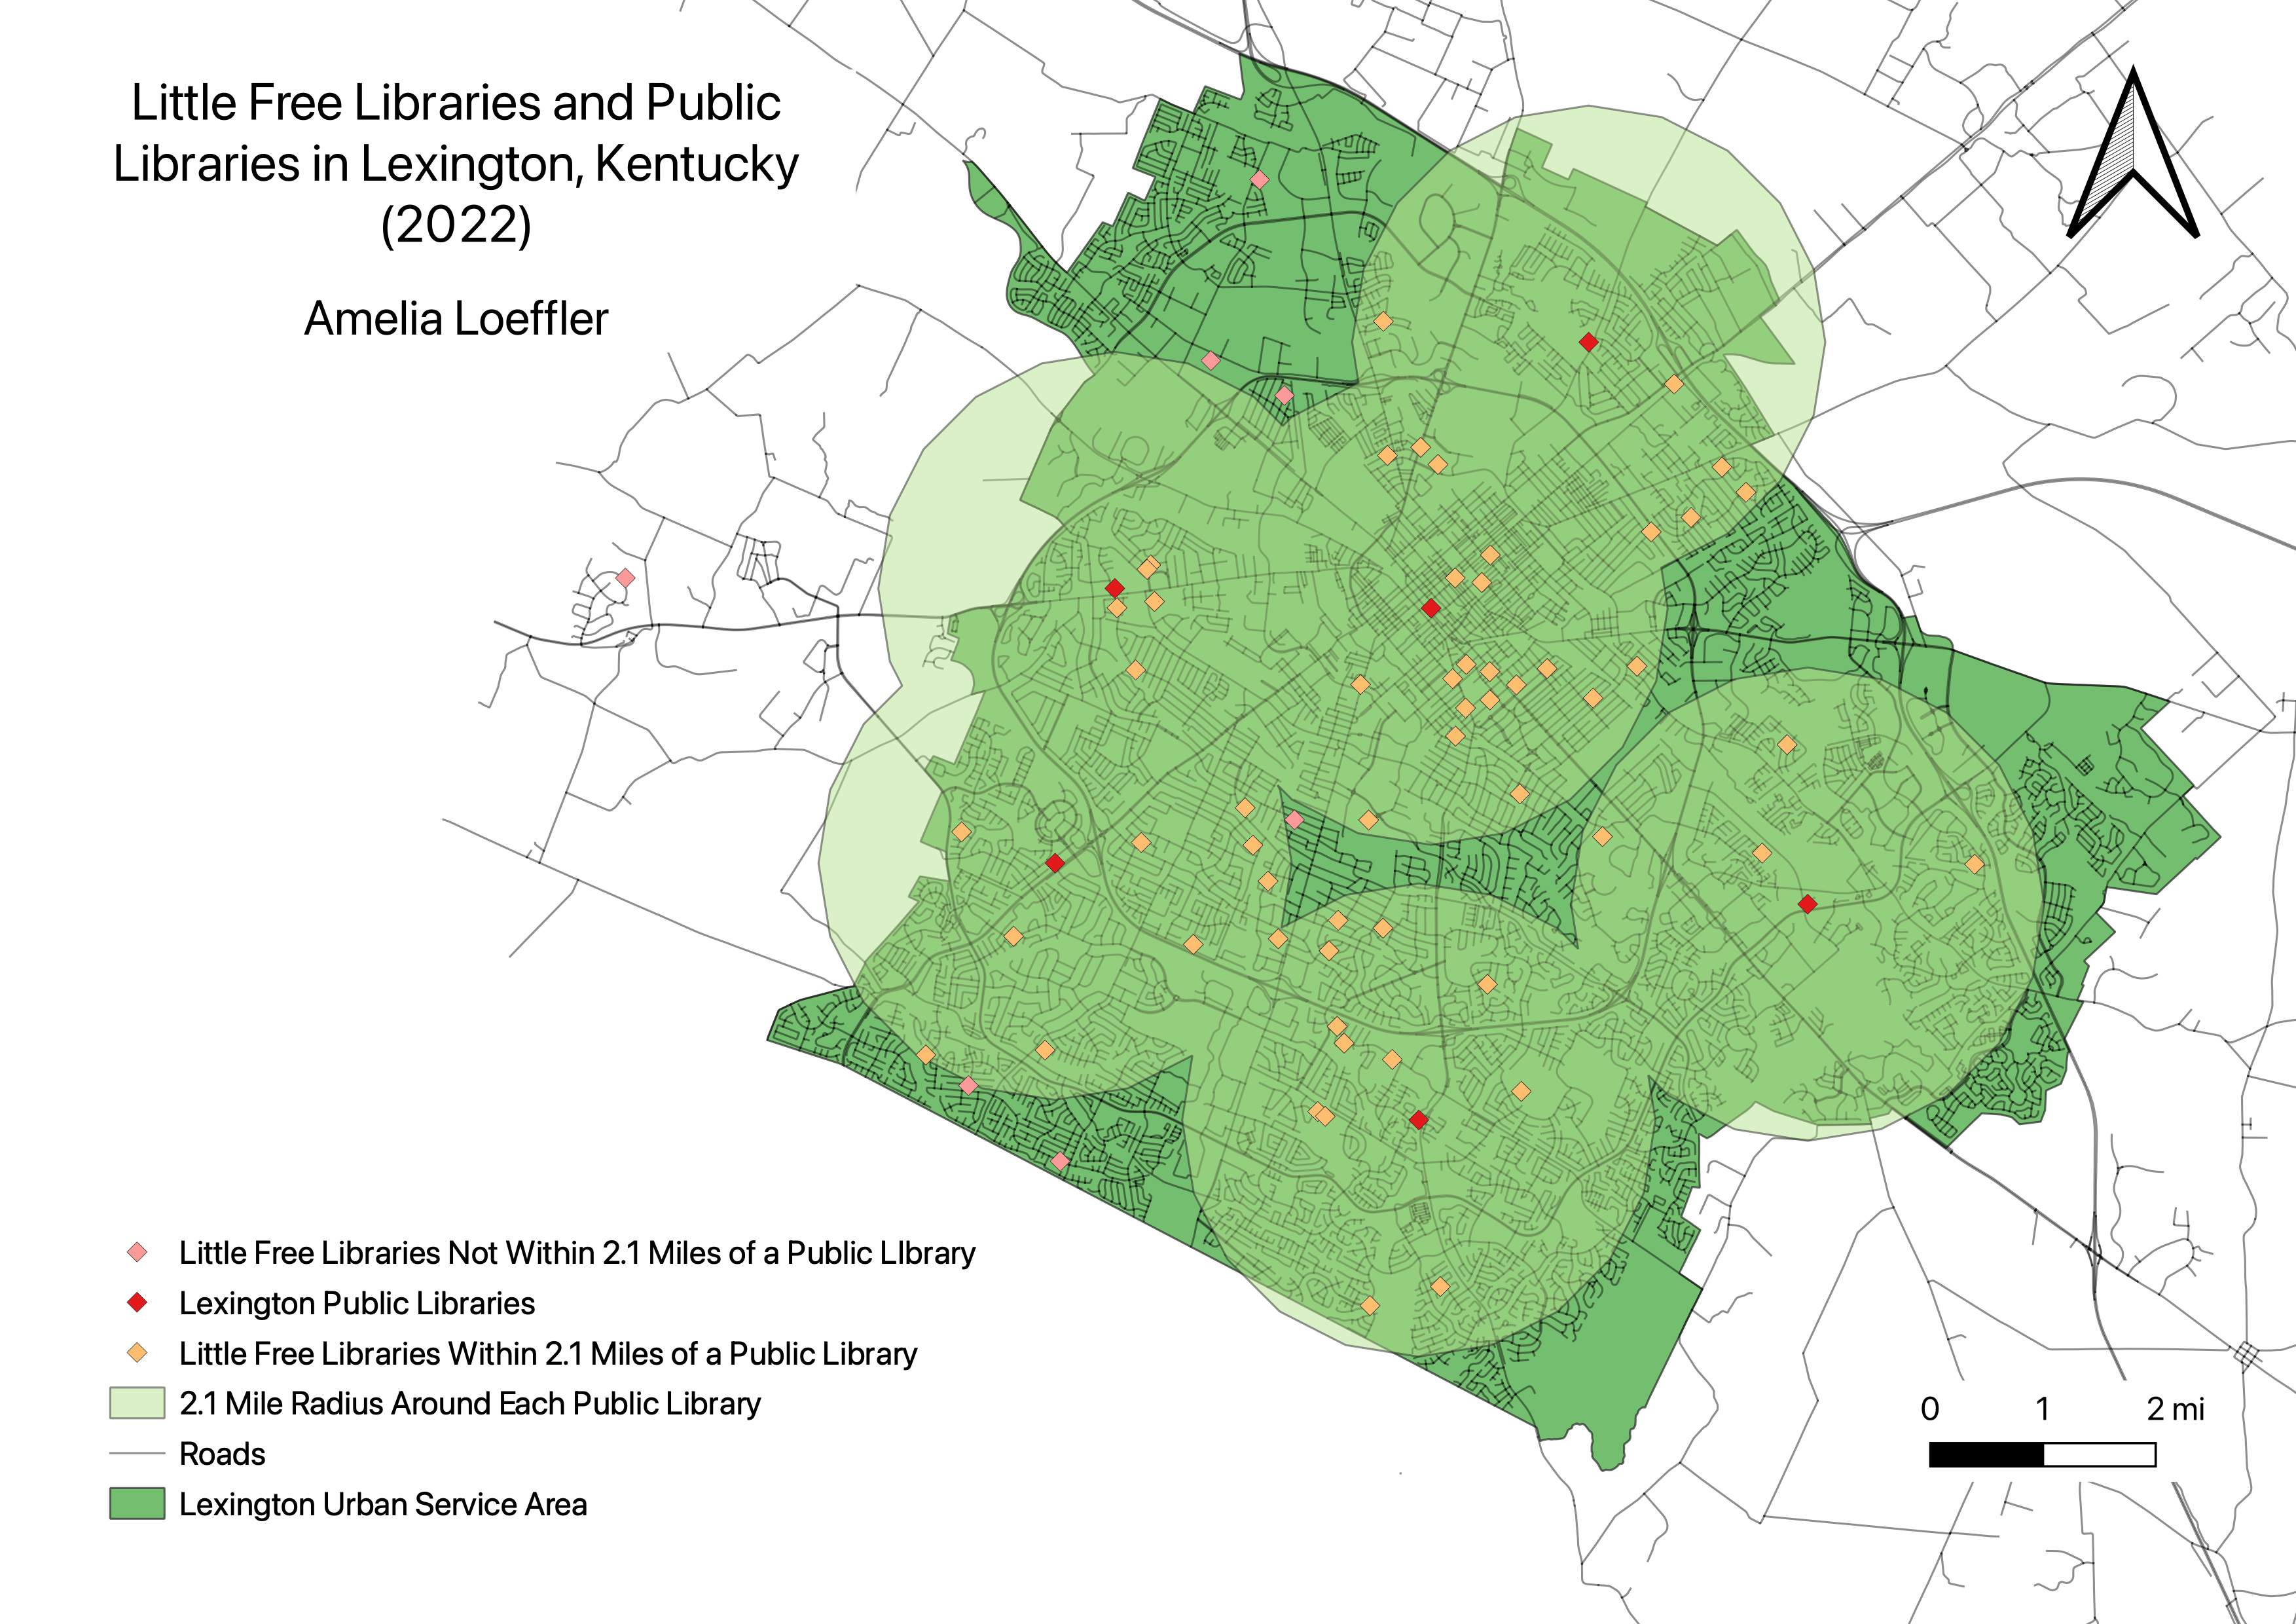 Little Free Libraries and Public
Libraries in Lexington, Kentucky
(2022)
Amelia Loeffler
Little Free Libraries Not Within 2.1 Miles of a Public LIbrary
Lexington Public Libraries
Little Free Libraries Within 2.1 Miles of a Public Library
2.1 Mile Radius Around Each Public Library
Roads
Lexington Urban Service Area
0 1 2 mi